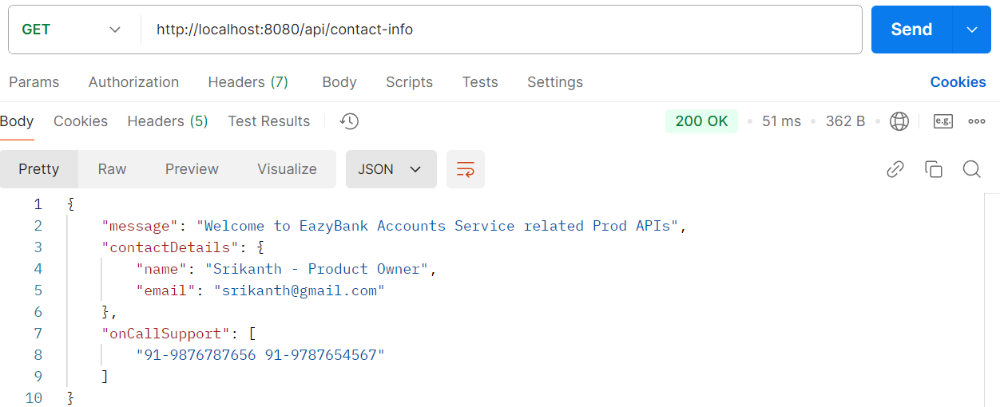 GET http://localhost:8080/api/contact-info Send
Params Authorization Headers (7) Body Scripts Tests Settings Cookies
Body Cookies Headers (5) Test Results 200 OK 51 ms 362 B e.g.
Pretty Raw Preview Visualize JSON
1 {
2 "message": "Welcome to EazyBank Accounts Service related Prod APIs",
3 "contactDetails": {
4 "name": "Srikanth - Product Owner",
5 "email": "srikanth@gmail.com"
6 },
7 "onCallSupport": [
8 "91-9876787656 91-9787654567"
9 ]
10 }